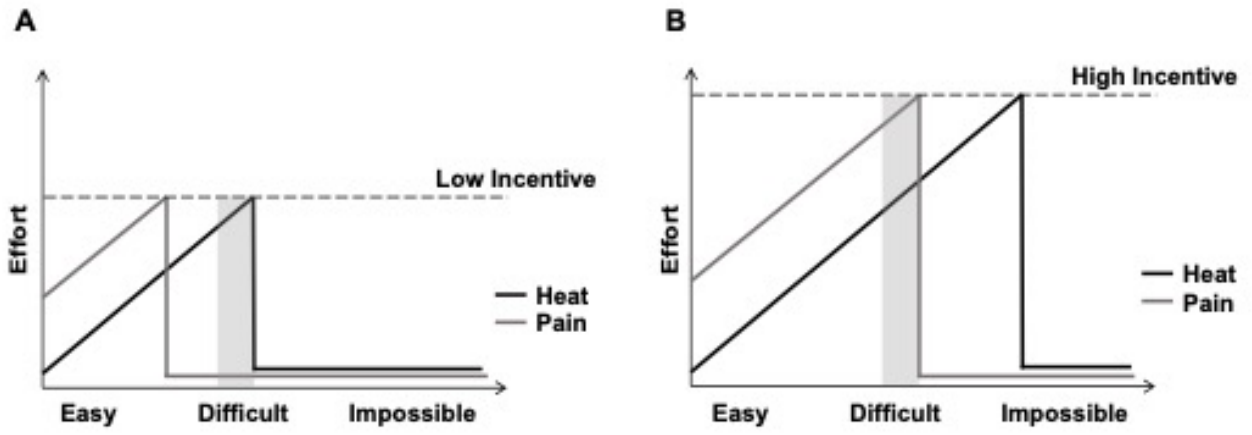 A
Low Incentive
Effort
Heat
Pain
Easy Difficult Impossible
B
High Incentive
Effort
Heat
Pain
Easy Difficult Impossible